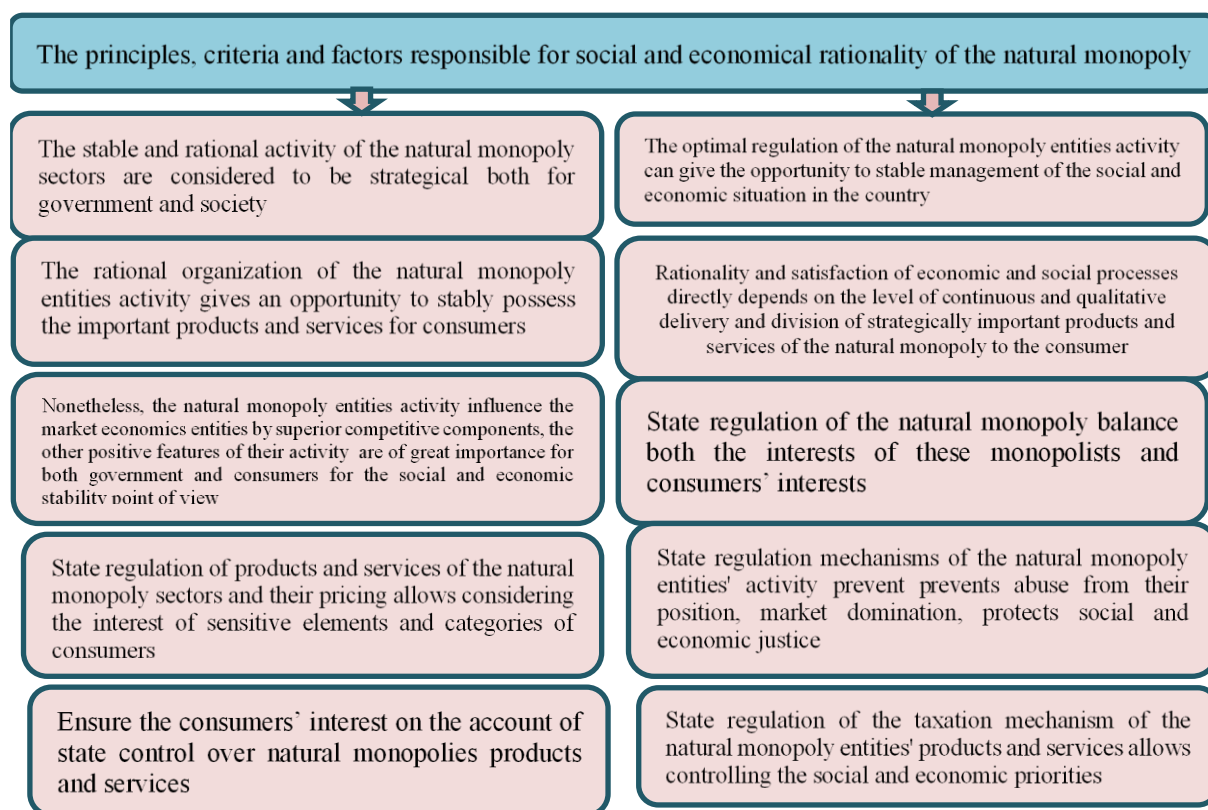 The principles, criteria and factors responsible for social and economical rationality of the natural monopoly
The stable and rational activity of the natural monopoly
sectors are considered to be strategical both for
government and society
The rational organization of the natural monopoly
entities activity gives an opportunity to stably possess
the important products and services for consumers
Nonetheless, the natural monopoly entities activity influence the
market economics entities by superior competitive components, the
other positive features of their activity are of great importance for
both government and consumers for the social and economic
stability point of view
State regulation of products and services of the natural
monopoly sectors and their pricing allows considering
the interest of sensitive elements and categories of
consumers
Ensure the consumers’ interest on the account of
state control over natural monopolies products
and services
The optimal regulation of the natural monopoly entities activity
can give the opportunity to stable management of the social and
economic situation in the country
Rationality and satisfaction of economic and social processes
directly depends on the level of continuous and qualitative
delivery and division of strategically important products and
services of the natural monopoly to the consumer
State regulation of the natural monopoly balance
both the interests of these monopolists and
consumers’ interests
State regulation mechanisms of the natural monopoly
entities' activity prevent prevents abuse from their
position, market domination, protects social and
economic justice
State regulation of the taxation mechanism of the
natural monopoly entities' products and services allows
controlling the social and economic priorities